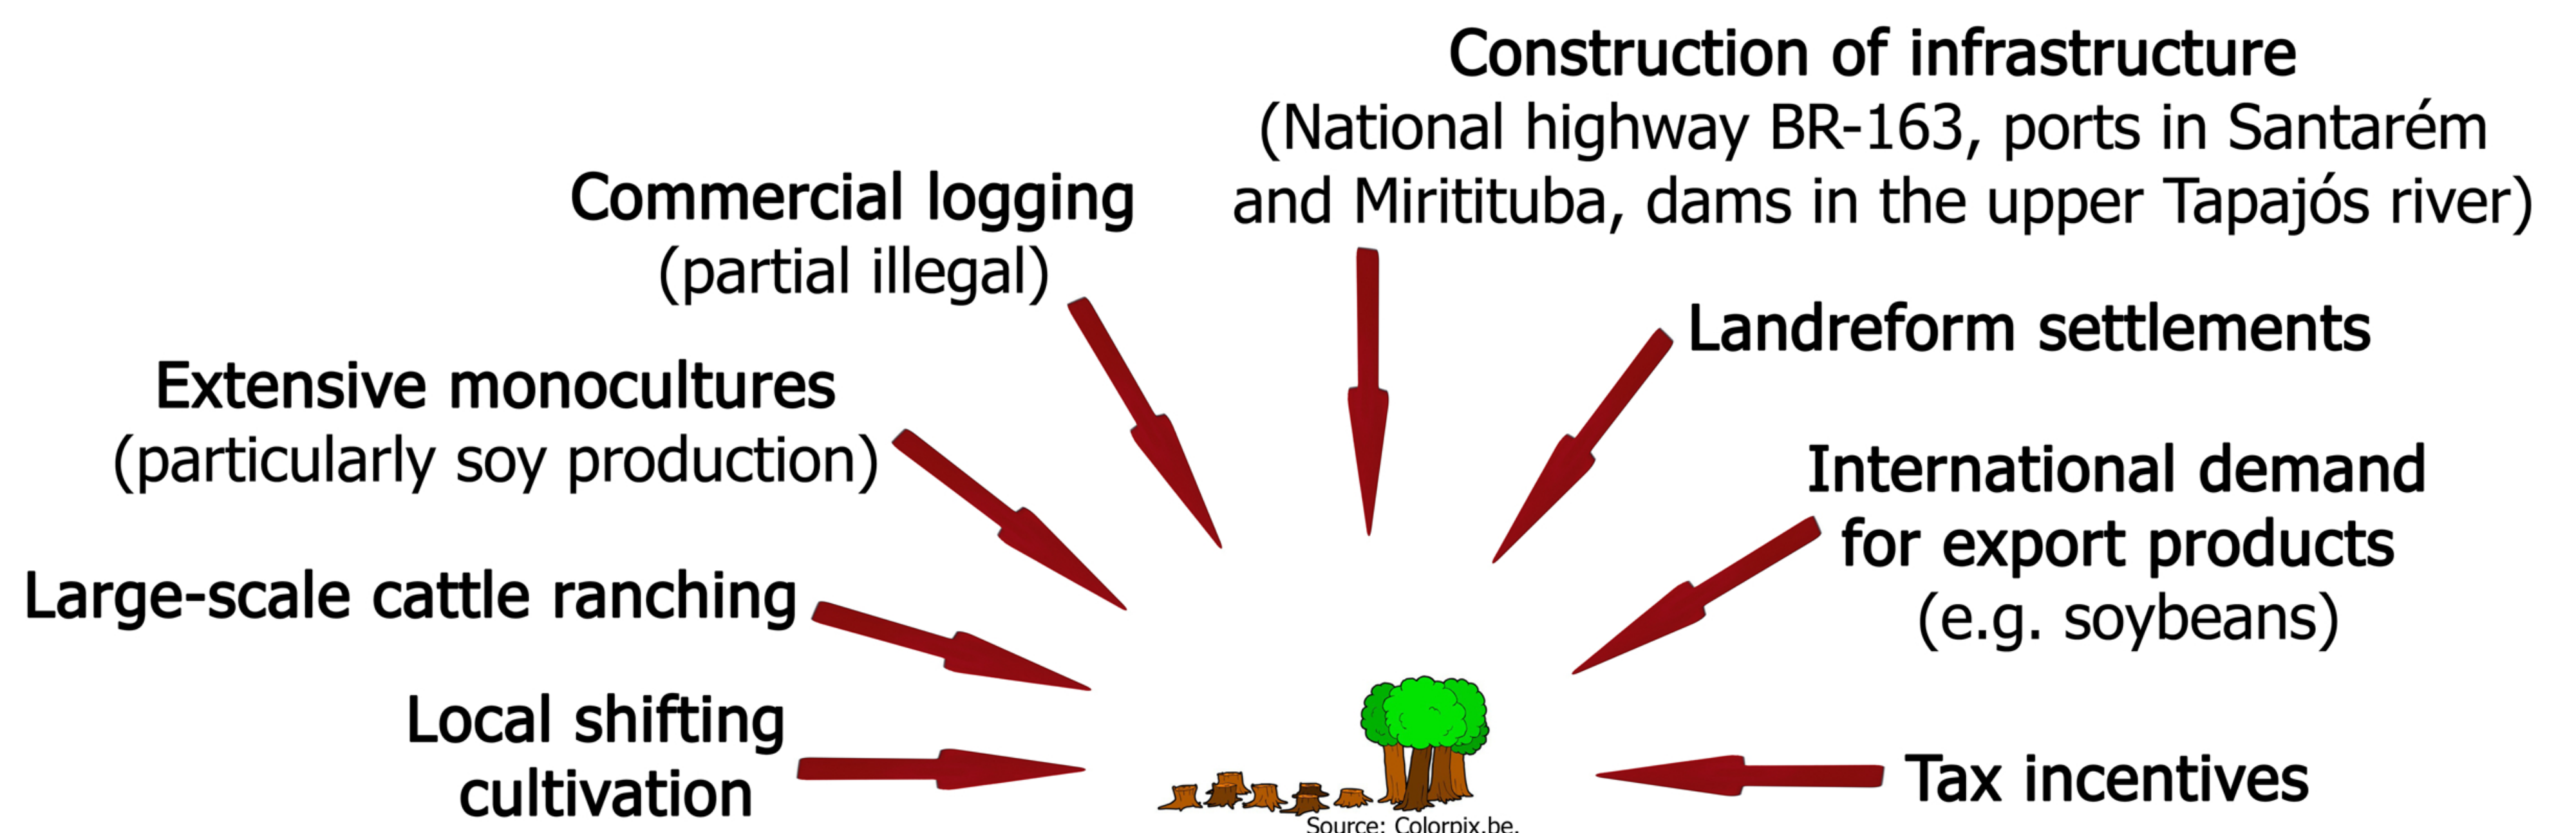 Construction of infrastructure
(National highway BR-163, ports in Santarém
and Miritituba, dams in the upper Tapajós river)
Commercial logging
(partial illegal)
Landreform settlements
Extensive monocultures
(particularly soy production)
International demand
for export products
(e.g. soybeans)
Large-scale cattle ranching
Local shifting
cultivation
Tax incentives
Source: Colorpix.be.